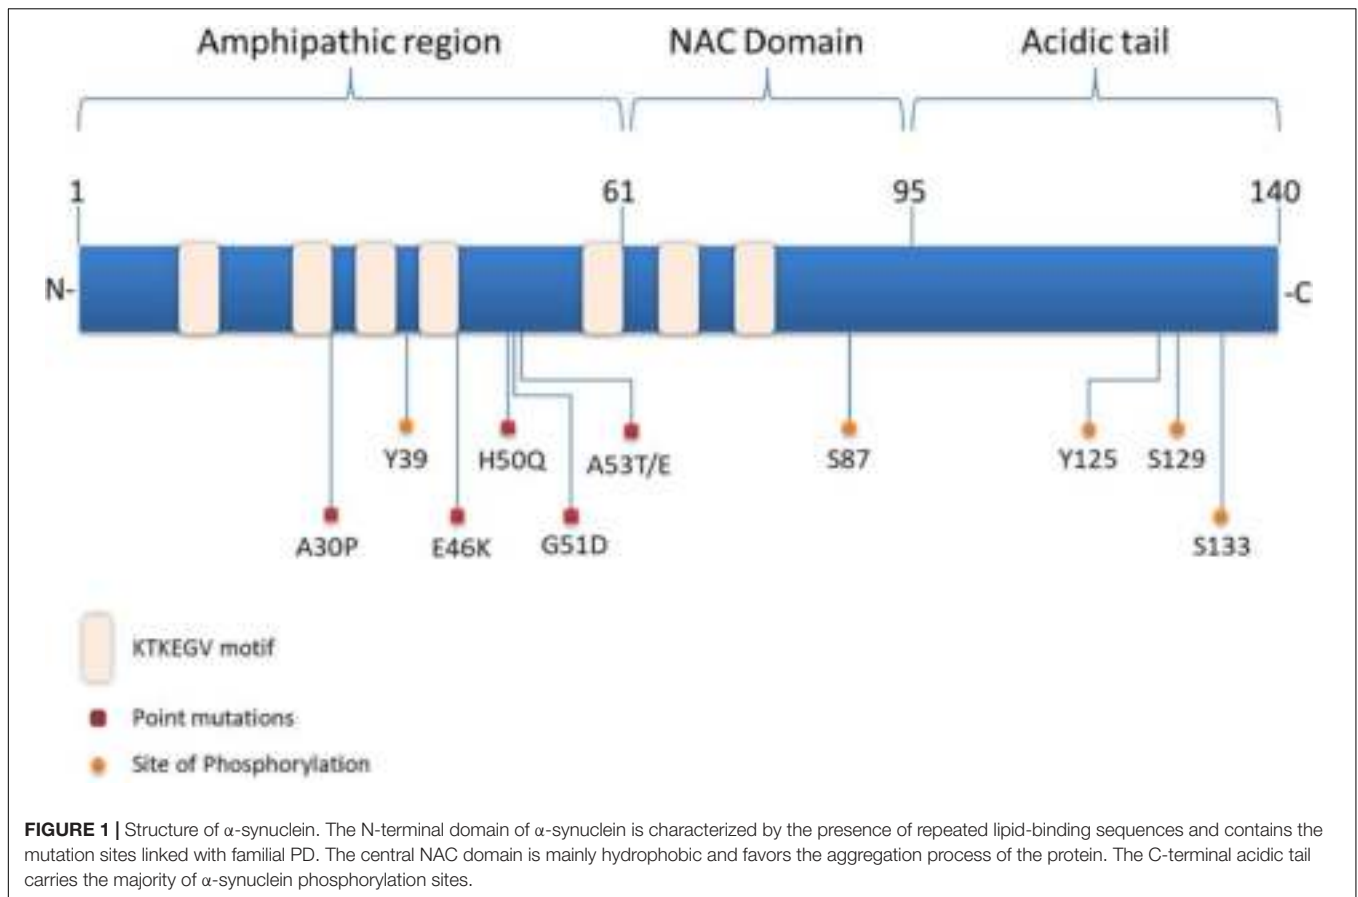 Amphipathic region NAC Domain Acidic tail
1 61 95 140
N- -C
Y39 H50Q A53T/E S87 Y125 S129
A30P E46K G51D S133
KTKEGV motif
Point mutations
Site of Phosphorylation
FIGURE 1 | Structure of α-synuclein. The N-terminal domain of α-synuclein is characterized by the presence of repeated lipid-binding sequences and contains the
mutation sites linked with familial PD. The central NAC domain is mainly hydrophobic and favors the aggregation process of the protein. The C-terminal acidic tail
carries the majority of α-synuclein phosphorylation sites.